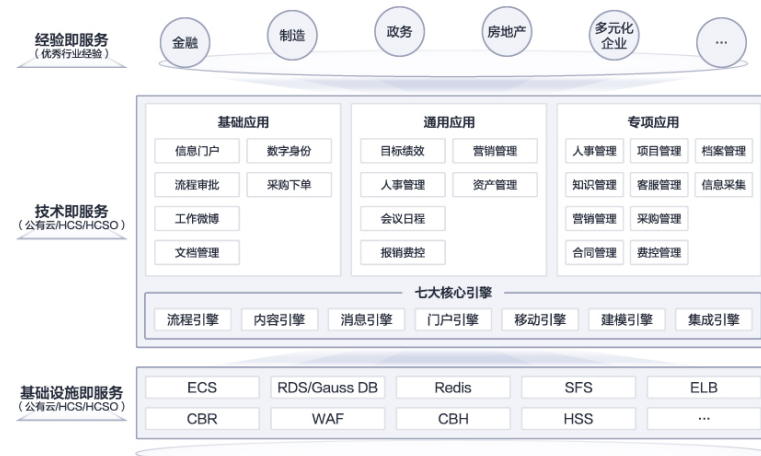 经验即服务
（优秀行业经验）
金融
制造
政务
房地产
多元化
企业
...
技术即服务
（公有云/HCS/HCSO）
基础应用
信息门户 数字身份
流程审批 采购下单
工作微博
文档管理
通用应用
目标绩效 营销管理
人事管理 资产管理
会议日程
报销费控
专项应用
人事管理 项目管理 档案管理
知识管理 客服管理 信息采集
营销管理 采购管理
合同管理 费控管理
七大核心引擎
流程引擎 内容引擎 消息引擎 门户引擎 移动引擎 建模引擎 集成引擎
基础设施即服务
（公有云/HCS/HCSO）
ECS RDS/Gauss DB Redis SFS ELB
CBR WAF CBH HSS ...